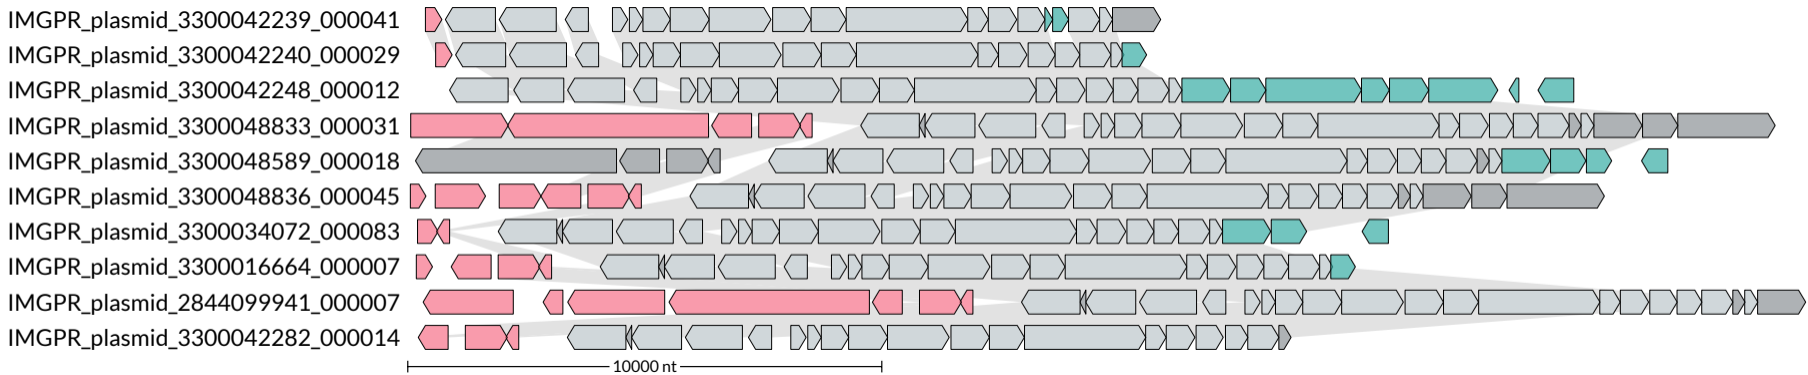 IMGPR_plasmid_3300042239_000041
IMGPR_plasmid_3300042240_000029
IMGPR_plasmid_3300042248_000012
IMGPR_plasmid_3300048833_000031
IMGPR_plasmid_3300048589_000018
IMGPR_plasmid_3300048836_000045
IMGPR_plasmid_3300034072_000083
IMGPR_plasmid_3300016664_000007
IMGPR_plasmid_2844099941_000007
IMGPR_plasmid_3300042282_000014
10000 nt